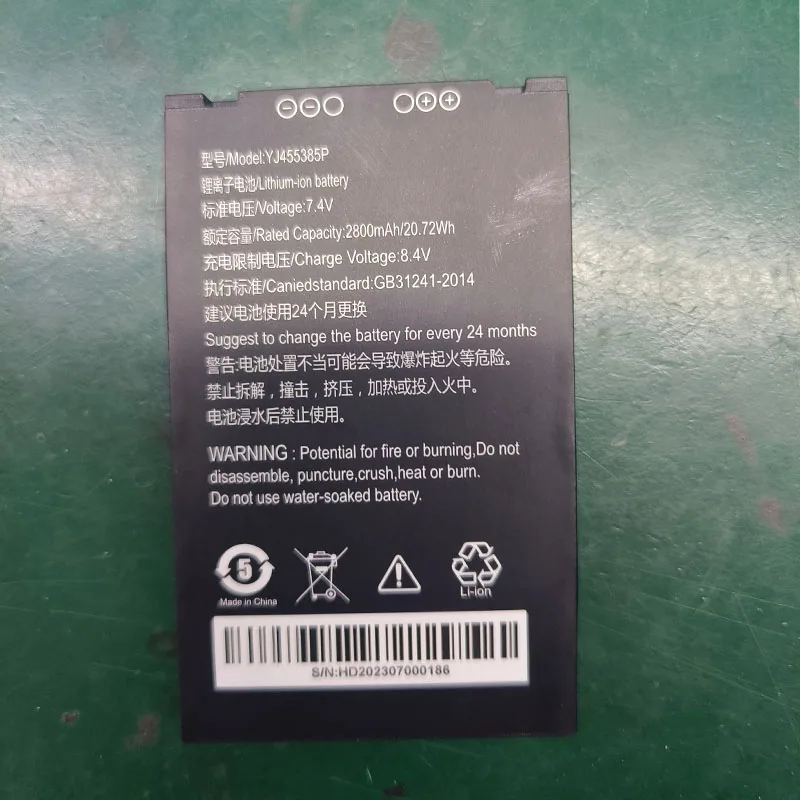 型号/Model:YJ455385P
锂离子电池/Lithium-ion battery
标准电压/Voltage:7.4V
额定容量/Rated Capacity:2800mAh/20.72Wh
充电限制电压/Charge Voltage:8.4V
执行标准/Caniedstandard:GB31241-2014
建议电池使用24个月更换
Suggest to change the battery for every 24 months
警告:电池处置不当可能会导致爆炸起火等危险。
禁止拆解，撞击，挤压，加热或投入火中。
电池浸水后禁止使用。
WARNING : Potential for fire or burning,Do not
disassemble, puncture,crush,heat or burn.
Do not use water-soaked battery.
5
Made in China
Li-ion
S/N:HD202307000186